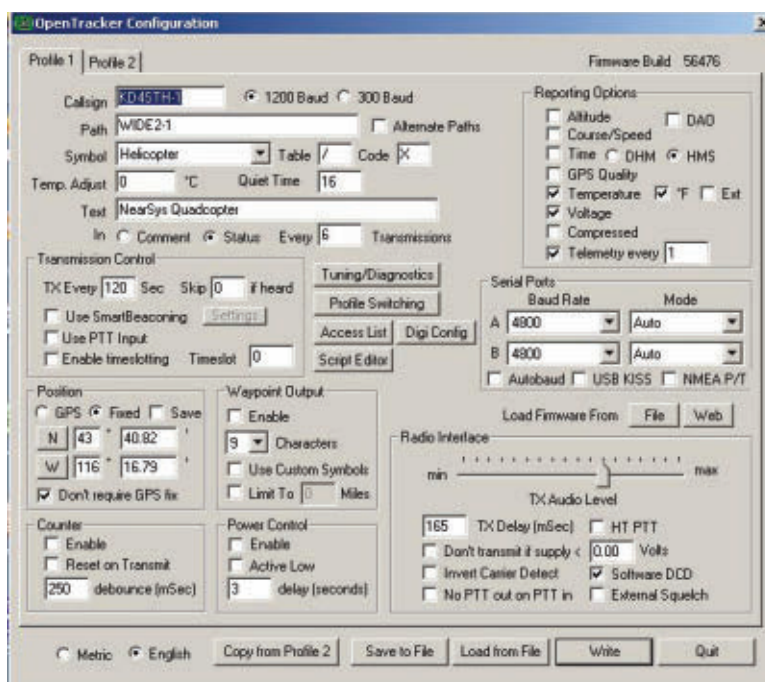 OpenTracker Configuration
Profile 1 Profile 2
Firmware Build 56476
Callsign KD4STH-1 1200 Baud 300 Baud
Path WIDE2-1 Alternate Paths
Symbol Helicopter Table / Code X
Temp. Adjust 0 °C Quiet Time 16
Text NearSys Quadcopter
In Comment Status Every 6 Transmissions
Reporting Options
Altitude DAO
Course/Speed
Time DHM HMS
GPS Quality
Temperature °F Ext
Voltage
Compressed
Telemetry every 1
Transmission Control
TX Every 120 Sec Skip 0 if heard
Use SmartBeaconing Settings
Use PTT Input
Enable timeslotting Timeslot 0
Tuning/Diagnostics
Profile Switching
Access List Digi Config
Script Editor
Serial Ports
Baud Rate Mode
A 4800 Auto
B 4800 Auto
Autobaud USB KISS NMEA P/T
Position
GPS Fixed Save
N 43 ° 40.82 '
W 116 ° 16.79 '
Don't require GPS fix
Waypoint Output
Enable
9 Characters
Use Custom Symbols
Limit To 0 Miles
Load Firmware From File Web
Radio Interface
min max
TX Audio Level
165 TX Delay (mSec) HT PTT
Don't transmit if supply < 0.00 Volts
Invert Carrier Detect Software DCD
No PTT out on PTT in External Squelch
Counter
Enable
Reset on Transmit
250 debounce (mSec)
Power Control
Enable
Active Low
3 delay (seconds)
Metric English Copy from Profile 2 Save to File Load from File Write Quit